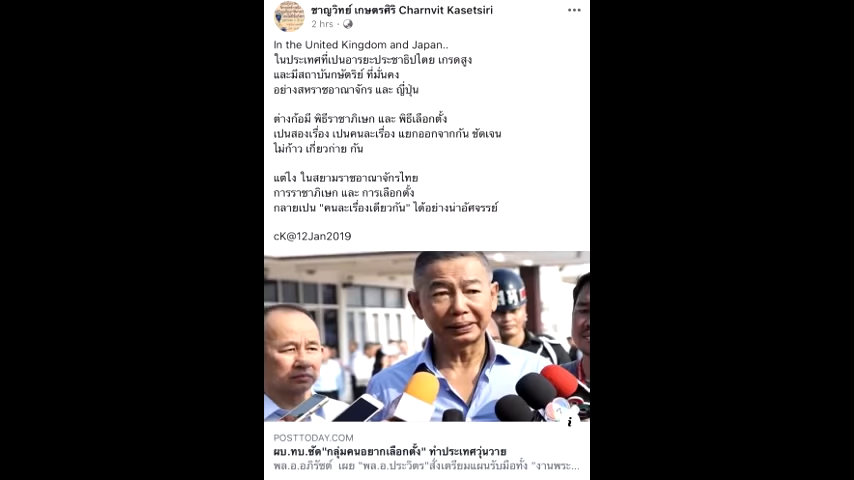 ชาญวิทย์ เกษตรศิริ Charnvit Kasetsiri
2 hrs ·
In the United Kingdom and Japan..
ในประเทศที่เปนอารยะประชาธิปไตย เกรดสูง
และมีสถาบันกษัตริย์ ที่มั่นคง
อย่างสหราชอาณาจักร และ ญี่ปุ่น
ต่างก้อมี พิธีราชาภิเษก และ พิธีเลือกตั้ง
เปนสองเรื่อง เปนคนละเรื่อง แยกออกจากกัน ชัดเจน
ไม่ก้าว เกี่ยวก่าย กัน
แต่ไง ในสยามราชอาณาจักรไทย
การราชาภิเษก และ การเลือกตั้ง
กลายเปน "คนละเรื่องเดียวกัน" ได้อย่างน่าอัศจรรย์
cK@12Jan2019
POSTTODAY.COM
ผบ.ทบ.ซัด"กลุ่มคนอยากเลือกตั้ง" ทำประเทศวุ่นวาย
พล.อ.อภิรัชต์ เผย "พล.อ.ประวิตร"สั่งเตรียมแผนรับมือทั้ง "งานพระ...